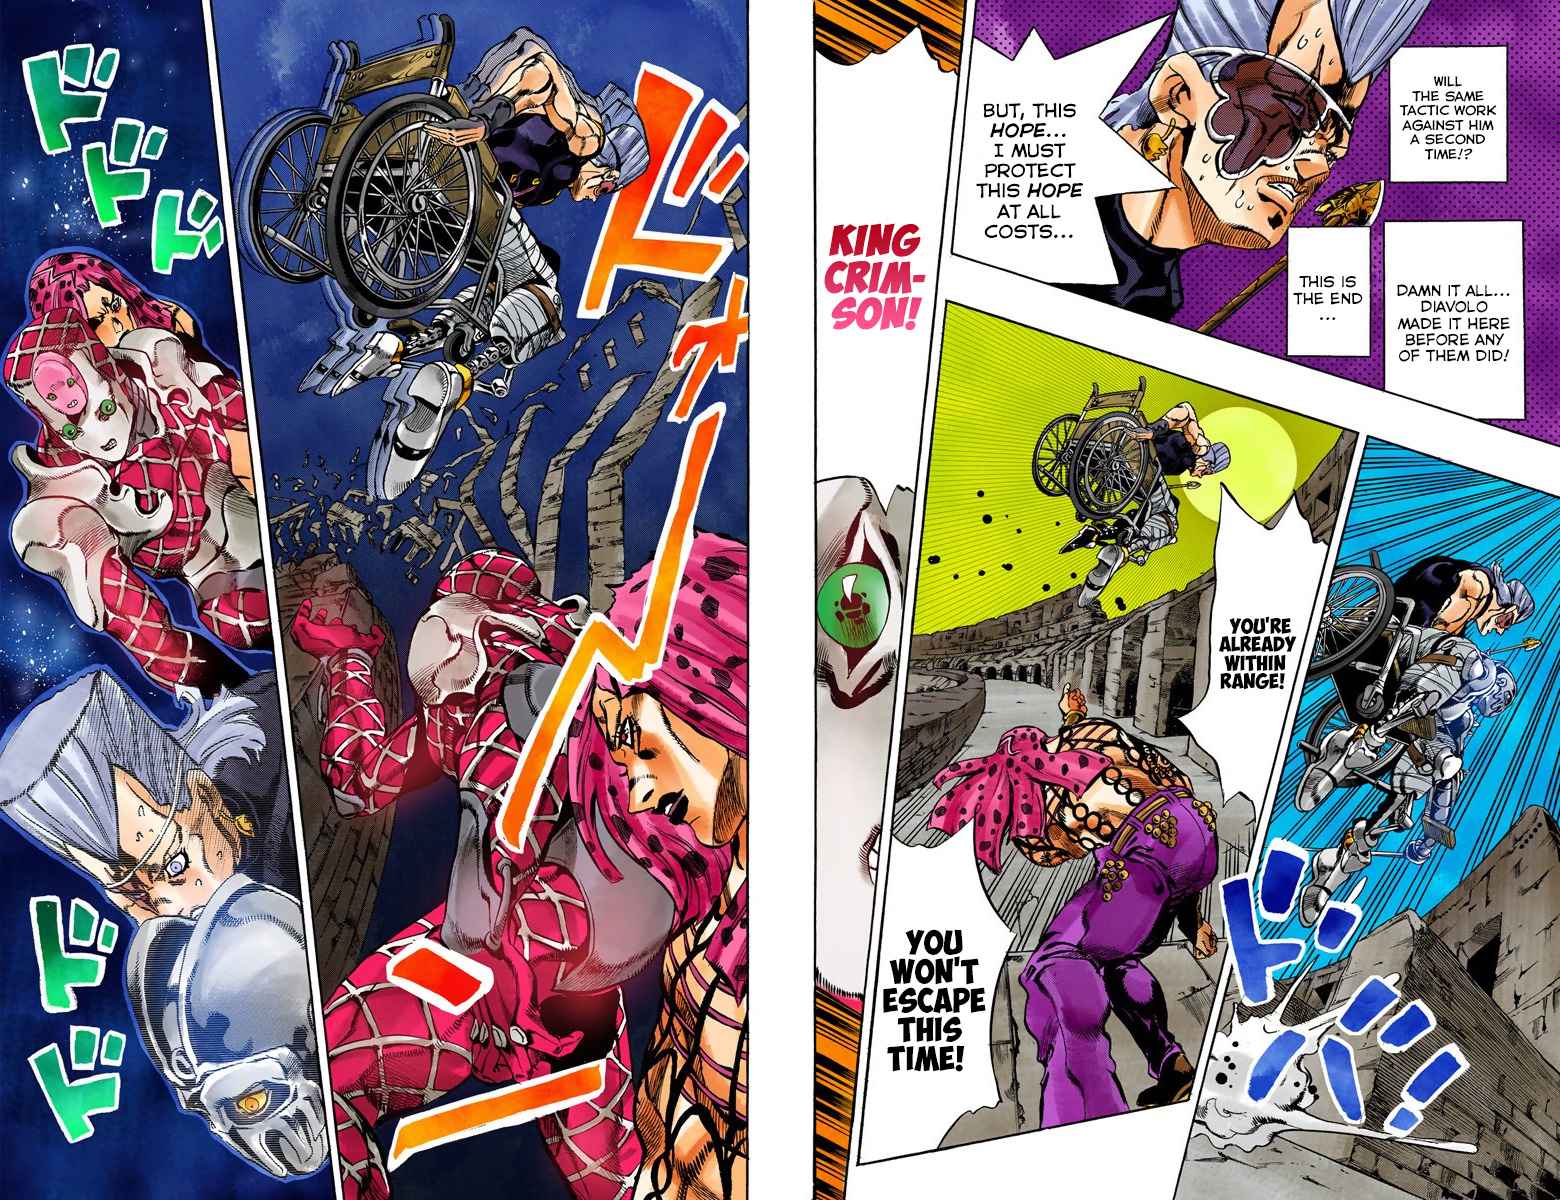 WILL
THE SAME
TACTIC WORK
AGAINST HIM
A SECOND
TIME!?
DAMN IT ALL...
DIAVOLO
MADE IT HERE
BEFORE ANY
OF THEM DID!
THIS IS
THE END
...
BUT, THIS
HOPE...
I MUST
PROTECT
THIS HOPE
AT ALL
COSTS...
ドバ!
YOU'RE
ALREADY
WITHIN
RANGE!
YOU
WON'T
ESCAPE
THIS
TIME!
KING
CRIM-
SON!
ドォーン
ドドド
ドド